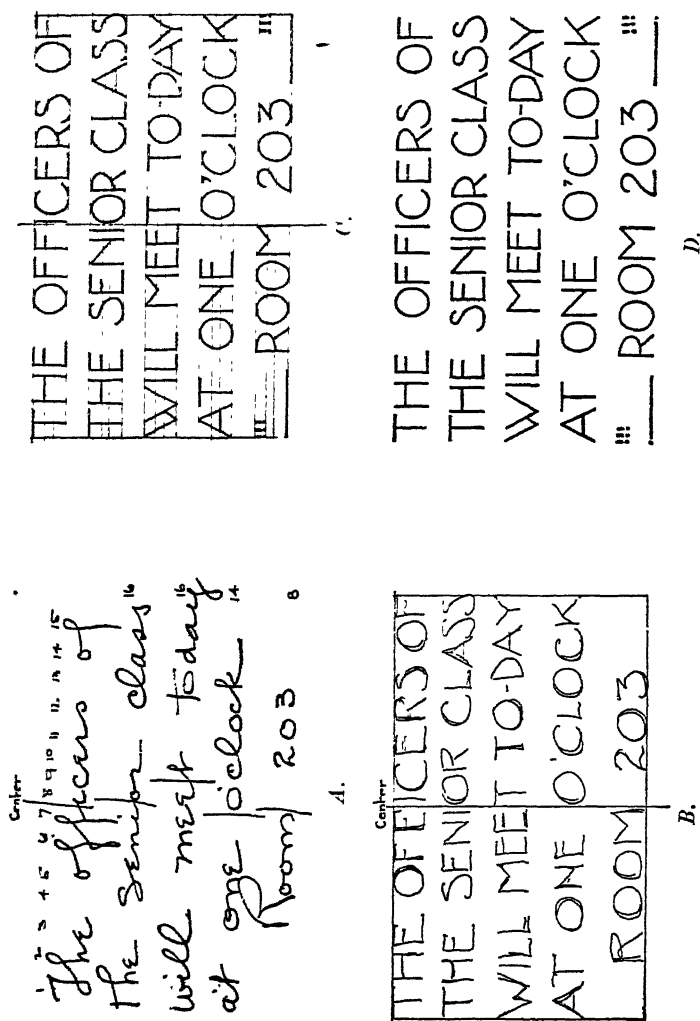 Center
1 2 3 4 5 6 7 8 9 10 11 12 13 14 15
The officers of
the senior class 16
will meet today 16
at one o'clock 14
Room 203 8
A.
Center
THE OFFICERS OF
THE SENIOR CLASS
WILL MEET TO-DAY
AT ONE O'CLOCK
ROOM 203
B.
THE OFFICERS OF
THE SENIOR CLASS
WILL MEET TO-DAY
AT ONE O'CLOCK
ROOM 203
C.
THE OFFICERS OF
THE SENIOR CLASS
WILL MEET TO-DAY
AT ONE O'CLOCK
ROOM 203
D.